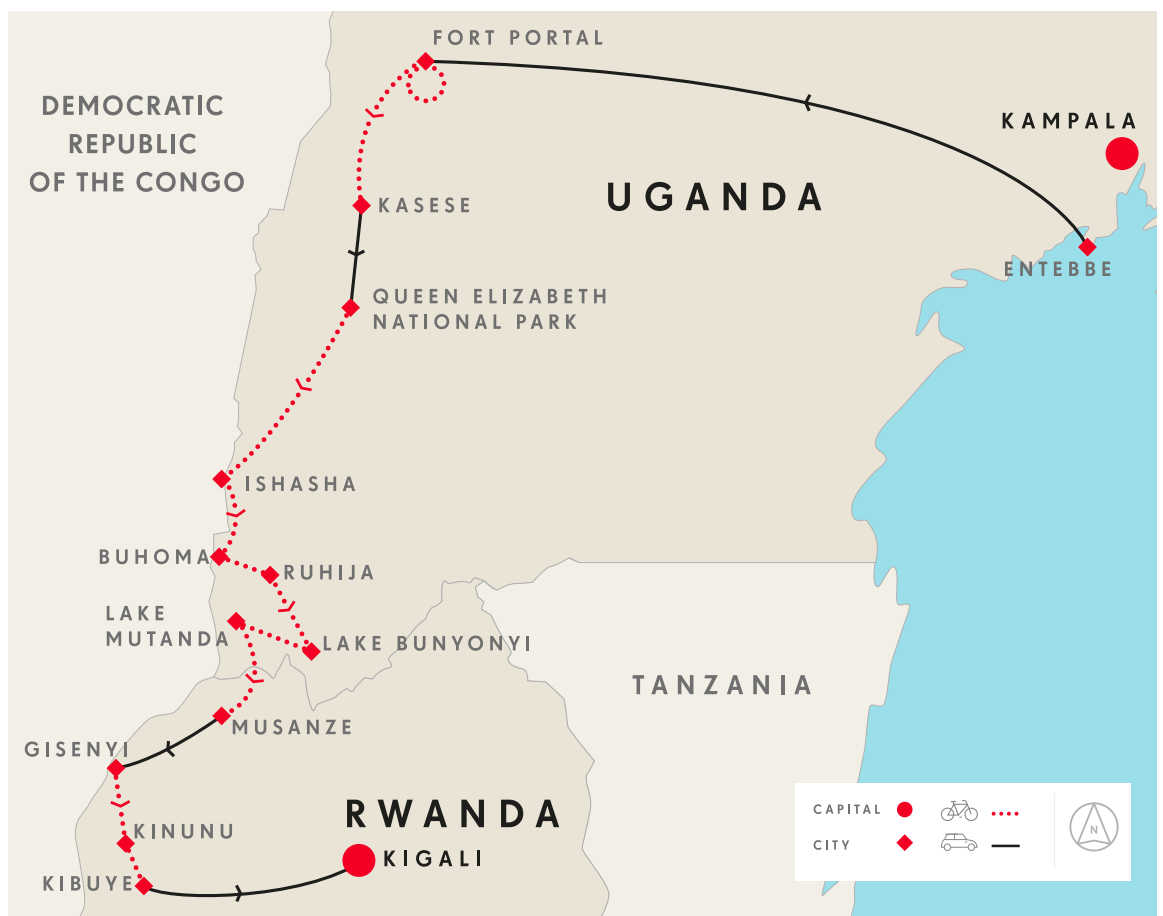 FORT PORTAL
DEMOCRATIC
REPUBLIC
OF THE CONGO
KAMPALA
UGANDA
KASESE
ENTEBBE
QUEEN ELIZABETH
NATIONAL PARK
ISHASHA
BUHOMA
RUHIJA
LAKE
MUTANDA
LAKE BUNYONYI
TANZANIA
MUSANZE
GISENYI
RWANDA
KINUNU
KIGALI
KIBUYE
CAPITAL
CITY
N